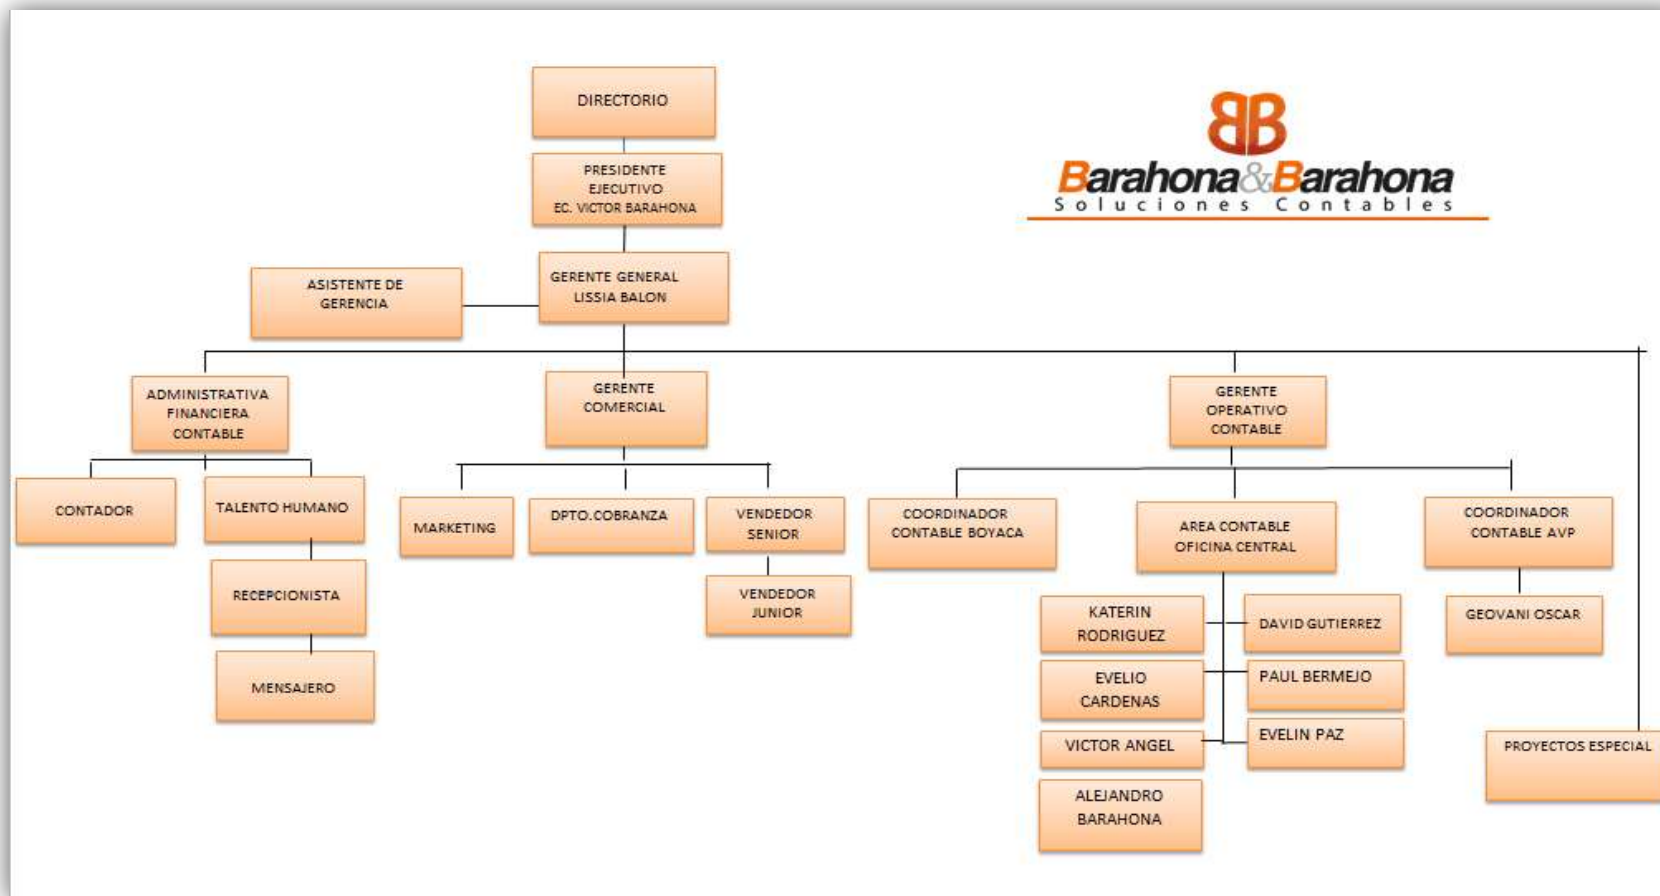 DIRECTORIO
BB
Barahona&Barahona
Soluciones Contables
PRESIDENTE
EJECUTIVO
EC. VICTOR BARAHONA
GERENTE GENERAL
LISSIA BALON
ASISTENTE DE
GERENCIA
ADMINISTRATIVA
FINANCIERA
CONTABLE
GERENTE
COMERCIAL
GERENTE
OPERATIVO
CONTABLE
CONTADOR
TALENTO HUMANO
RECEPCIONISTA
MENSAJERO
MARKETING
DPTO.COBRANZA
VENDEDOR
SENIOR
VENDEDOR
JUNIOR
COORDINADOR
CONTABLE BOYACA
AREA CONTABLE
OFICINA CENTRAL
COORDINADOR
CONTABLE AVP
KATERIN
RODRIGUEZ
DAVID GUTIERREZ
GEOVANI OSCAR
EVELIO
CARDENAS
PAUL BERMEJO
VICTOR ANGEL
EVELIN PAZ
ALEJANDRO
BARAHONA
PROYECTOS ESPECIAL